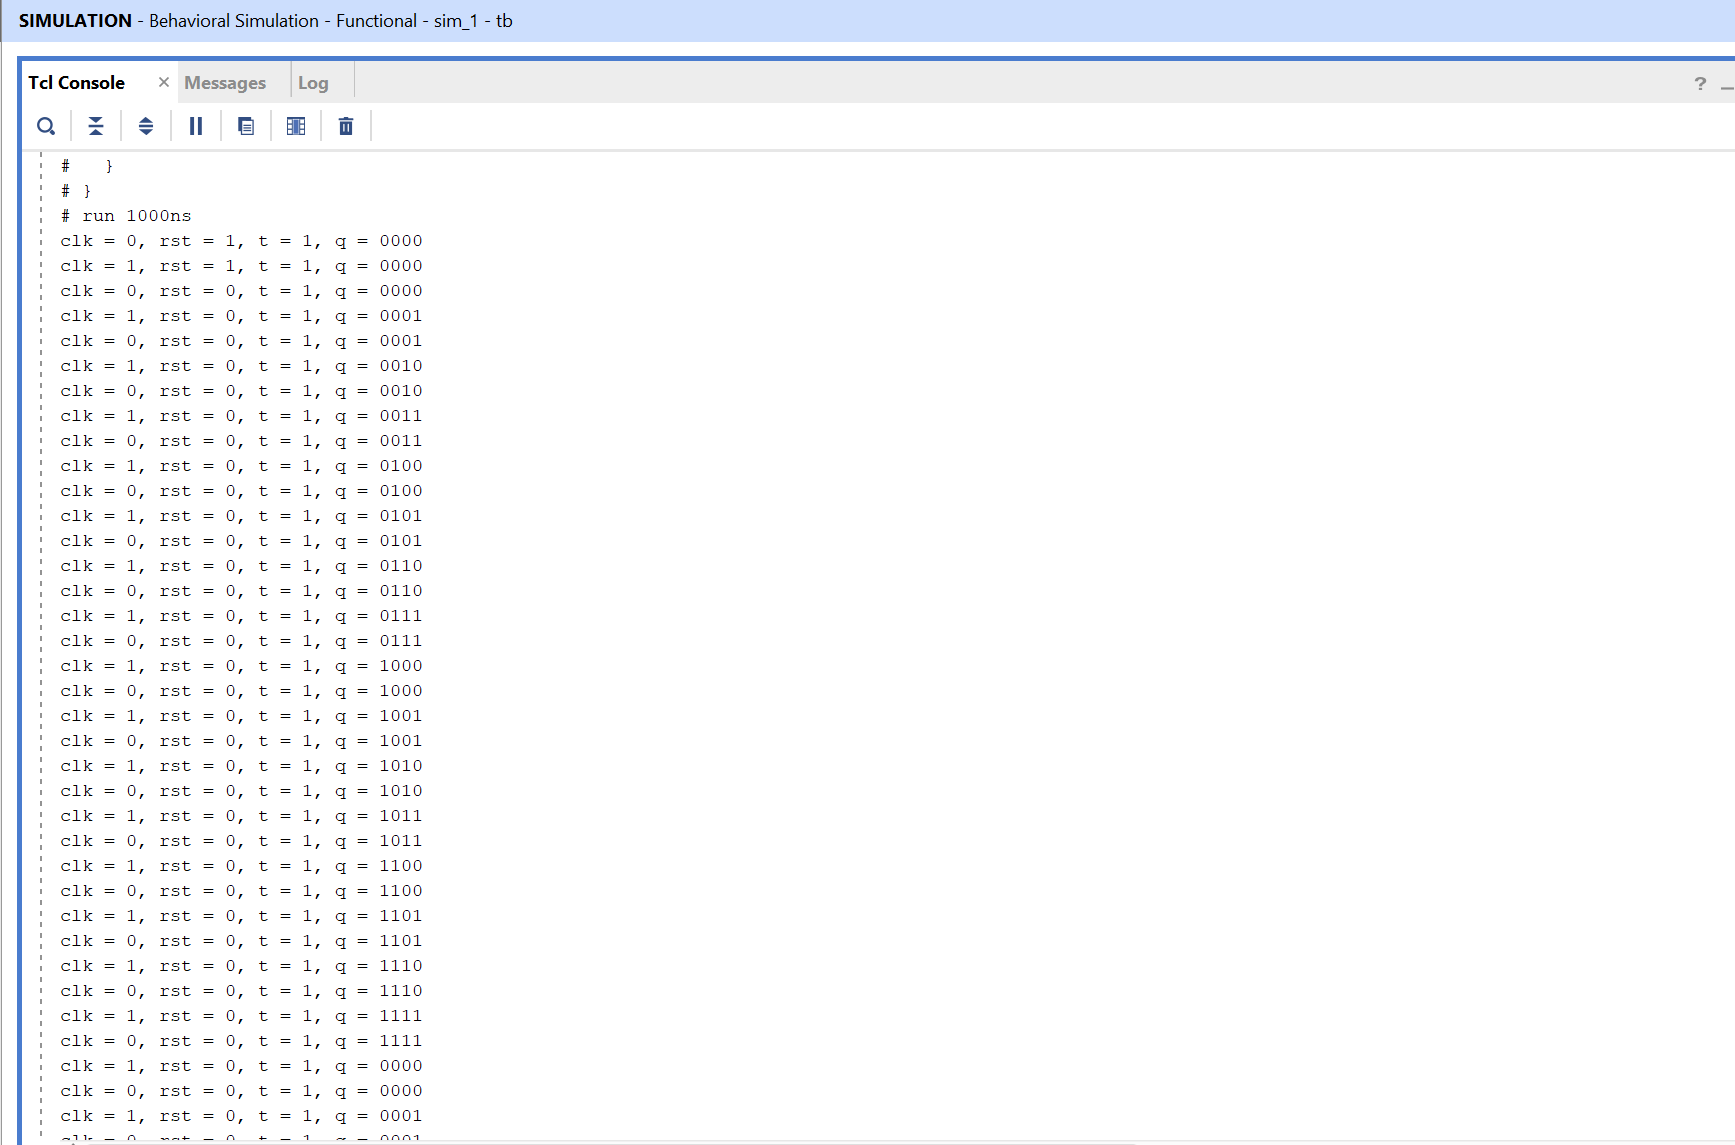 SIMULATION - Behavioral Simulation - Functional - sim_1 - tb
Tcl Console × Messages Log ? _
#   }
# }
# run 1000ns
clk = 0, rst = 1, t = 1, q = 0000
clk = 1, rst = 1, t = 1, q = 0000
clk = 0, rst = 0, t = 1, q = 0000
clk = 1, rst = 0, t = 1, q = 0001
clk = 0, rst = 0, t = 1, q = 0001
clk = 1, rst = 0, t = 1, q = 0010
clk = 0, rst = 0, t = 1, q = 0010
clk = 1, rst = 0, t = 1, q = 0011
clk = 0, rst = 0, t = 1, q = 0011
clk = 1, rst = 0, t = 1, q = 0100
clk = 0, rst = 0, t = 1, q = 0100
clk = 1, rst = 0, t = 1, q = 0101
clk = 0, rst = 0, t = 1, q = 0101
clk = 1, rst = 0, t = 1, q = 0110
clk = 0, rst = 0, t = 1, q = 0110
clk = 1, rst = 0, t = 1, q = 0111
clk = 0, rst = 0, t = 1, q = 0111
clk = 1, rst = 0, t = 1, q = 1000
clk = 0, rst = 0, t = 1, q = 1000
clk = 1, rst = 0, t = 1, q = 1001
clk = 0, rst = 0, t = 1, q = 1001
clk = 1, rst = 0, t = 1, q = 1010
clk = 0, rst = 0, t = 1, q = 1010
clk = 1, rst = 0, t = 1, q = 1011
clk = 0, rst = 0, t = 1, q = 1011
clk = 1, rst = 0, t = 1, q = 1100
clk = 0, rst = 0, t = 1, q = 1100
clk = 1, rst = 0, t = 1, q = 1101
clk = 0, rst = 0, t = 1, q = 1101
clk = 1, rst = 0, t = 1, q = 1110
clk = 0, rst = 0, t = 1, q = 1110
clk = 1, rst = 0, t = 1, q = 1111
clk = 0, rst = 0, t = 1, q = 1111
clk = 1, rst = 0, t = 1, q = 0000
clk = 0, rst = 0, t = 1, q = 0000
clk = 1, rst = 0, t = 1, q = 0001